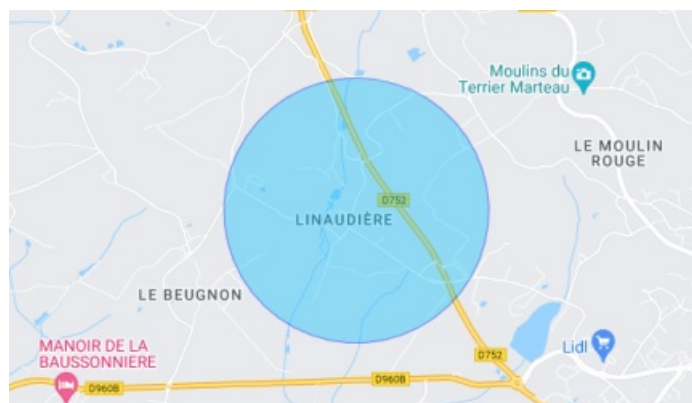 Moulins du
Terrier Marteau
LE MOULIN
ROUGE
D752
LINAUDIÈRE
LE BEUGNON
MANOIR DE LA
BAUSSONNIERE
Lidl
D752
D960B
D960B